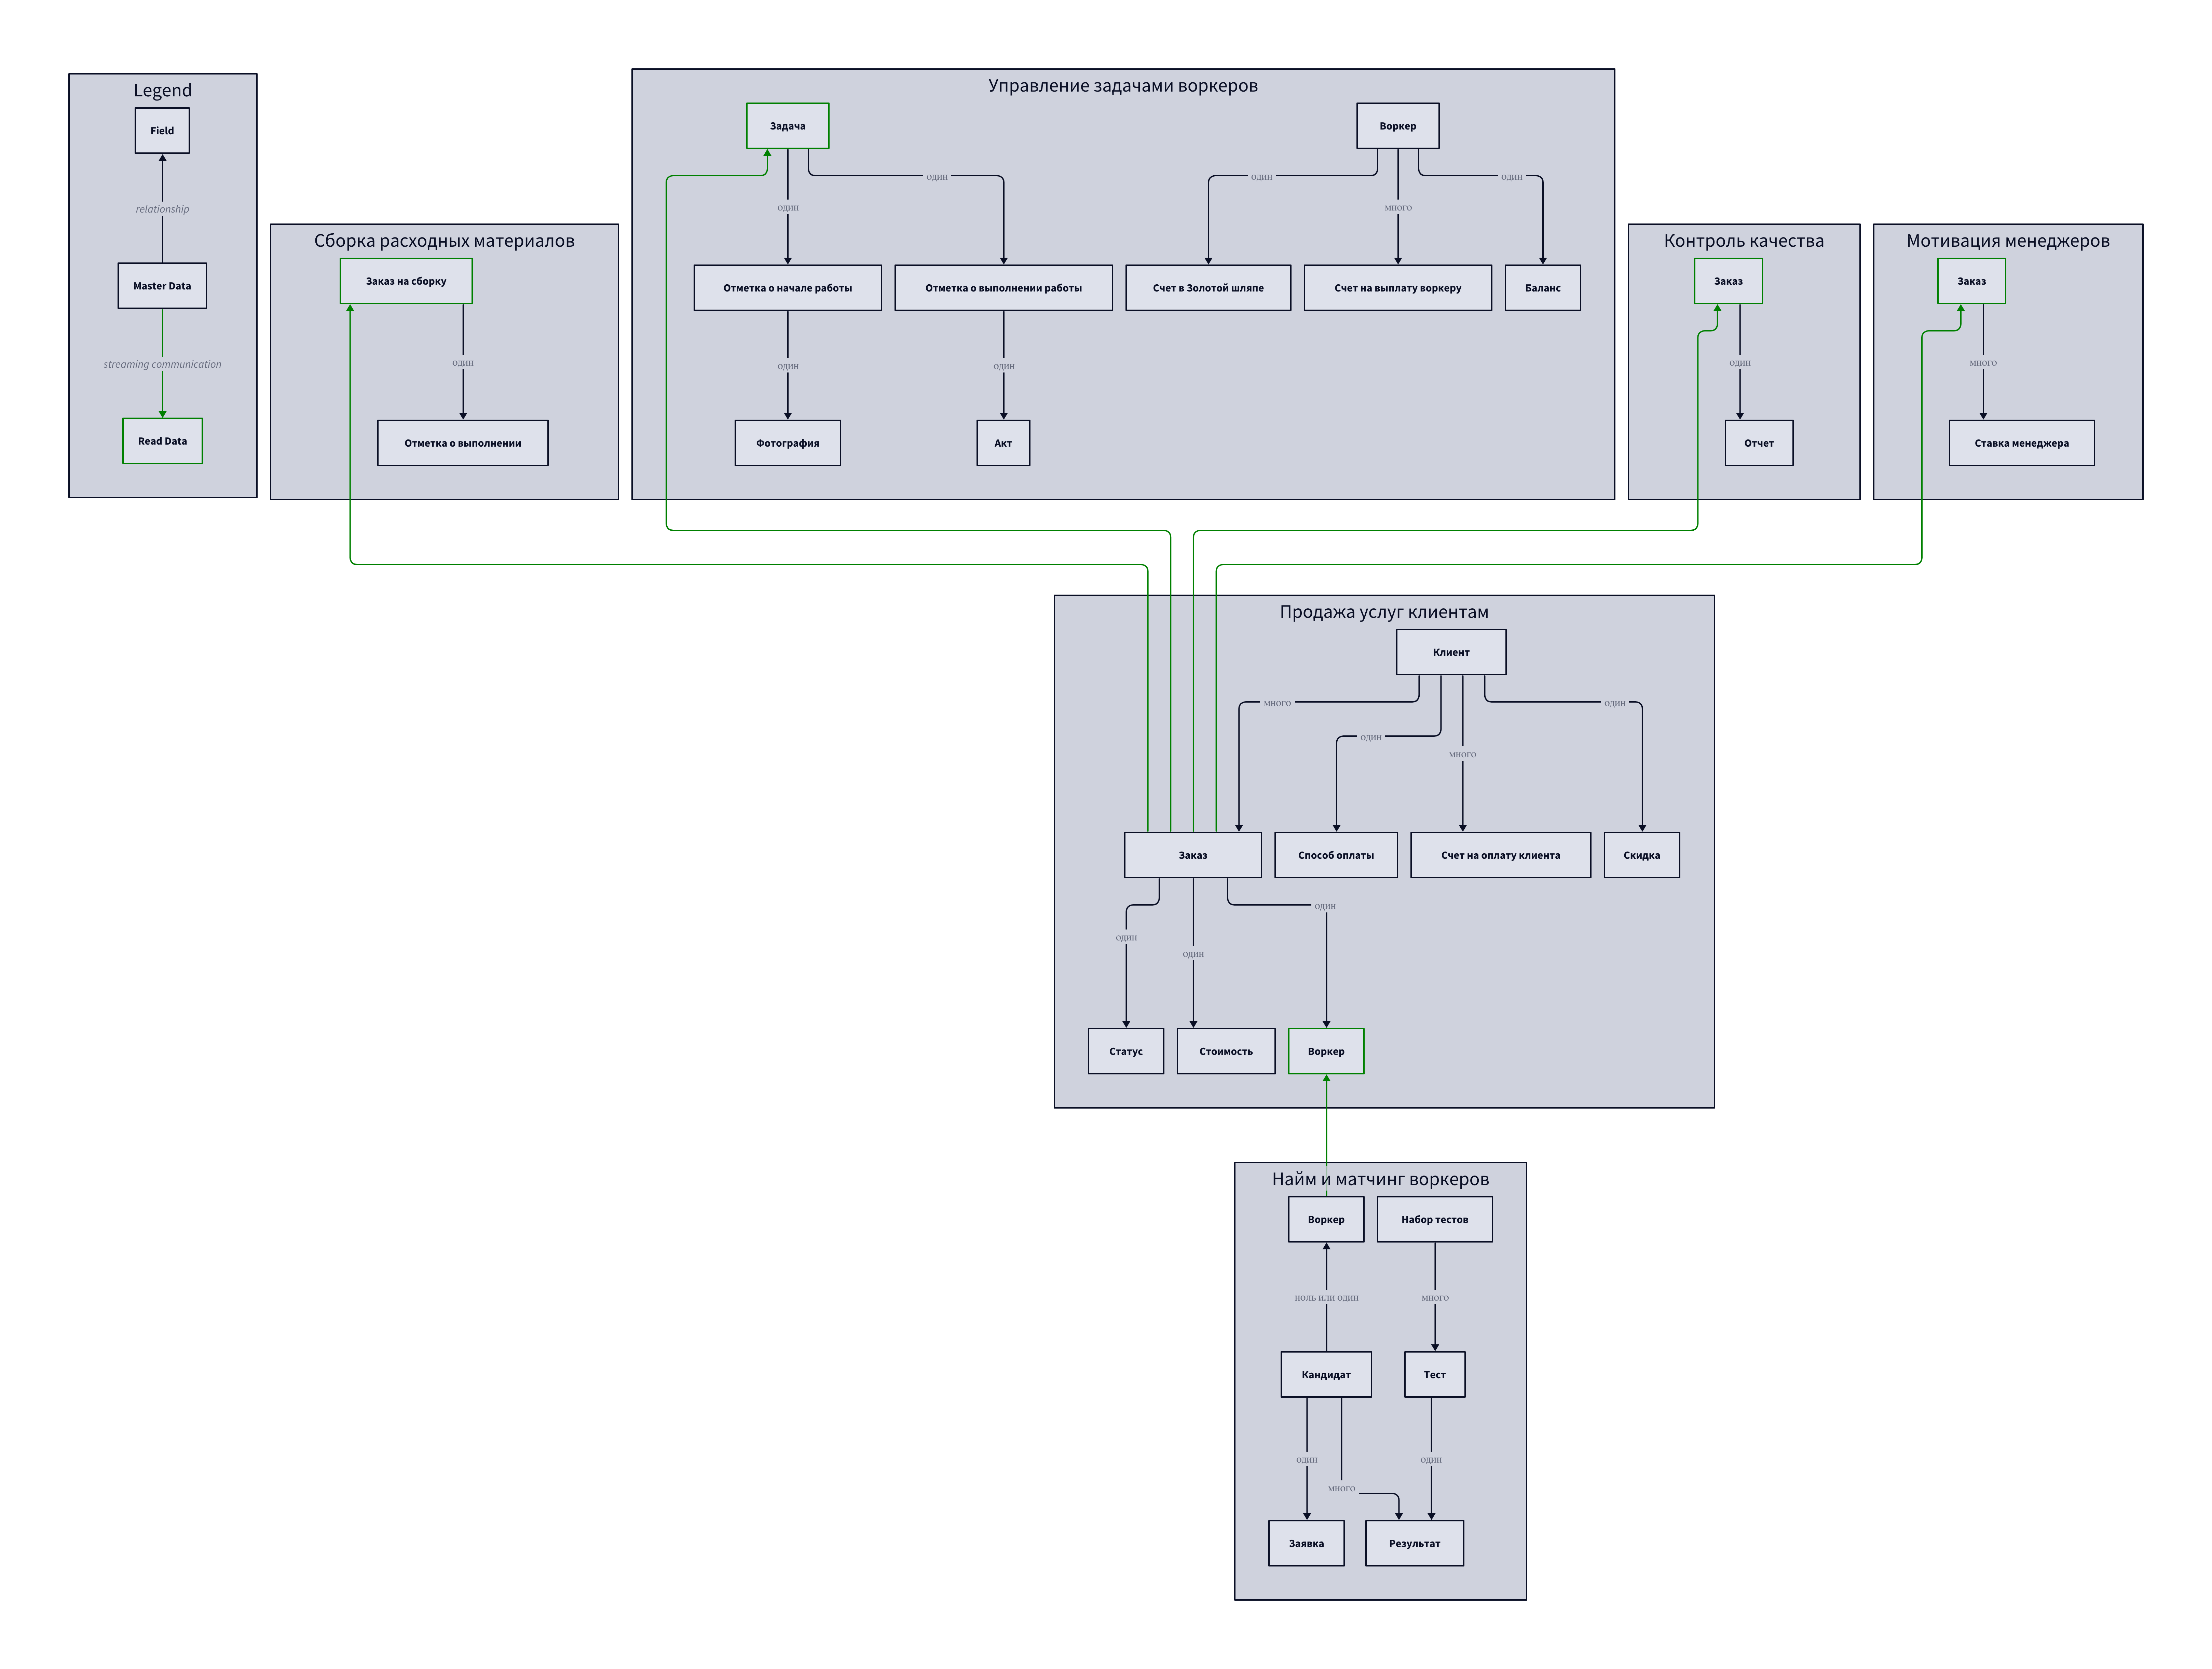 Legend
Field
relationship
Master Data
streaming communication
Read Data
Сборка расходных материалов
Заказ на сборку
один
Отметка о выполнении
Управление задачами воркеров
Задача
Воркер
один
один
один
один
много
Отметка о начале работы
Отметка о выполнении работы
Счет в Золотой шляпе
Счет на выплату воркеру
Баланс
один
один
Фотография
Акт
Контроль качества
Заказ
один
Отчет
Мотивация менеджеров
Заказ
много
Ставка менеджера
Продажа услуг клиентам
Клиент
много
один
один
много
Заказ
Способ оплаты
Счет на оплату клиента
Скидка
один
один
один
Статус
Стоимость
Воркер
Найм и матчинг воркеров
Воркер
Набор тестов
ноль или один
много
Кандидат
Тест
один
один
много
Заявка
Результат